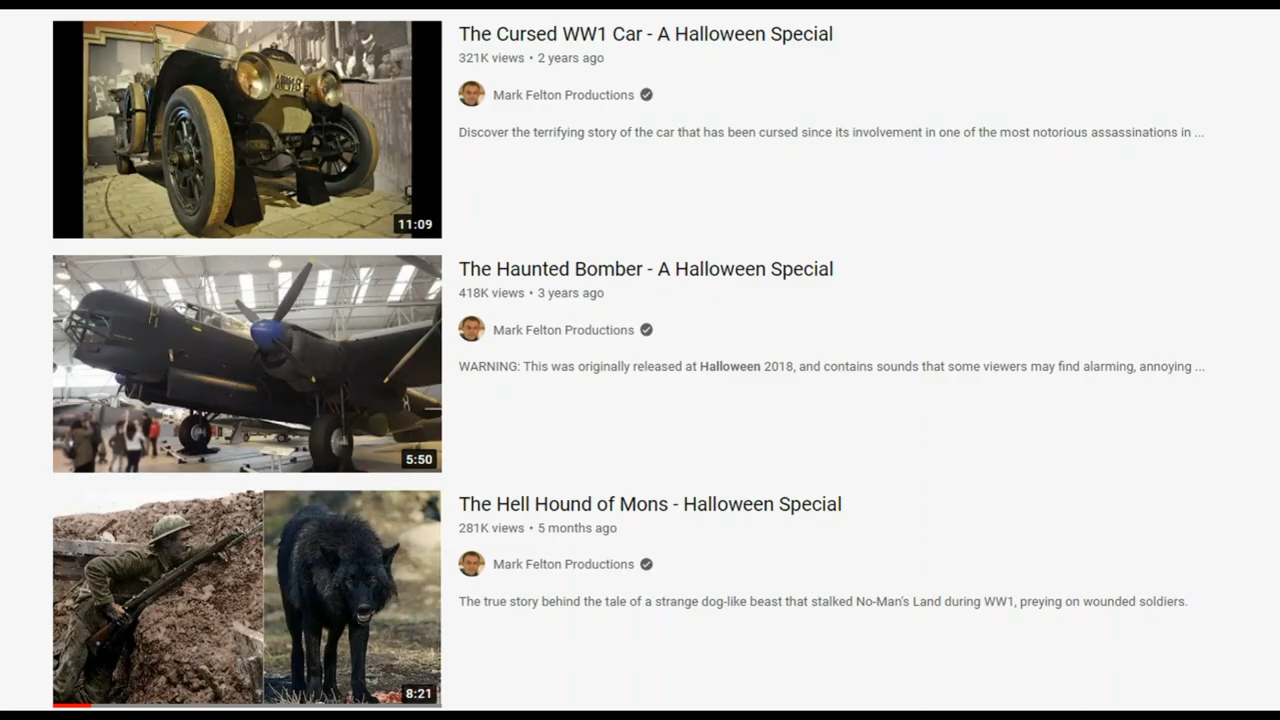 The Cursed WW1 Car - A Halloween Special
321K views • 2 years ago
Mark Felton Productions
Discover the terrifying story of the car that has been cursed since its involvement in one of the most notorious assassinations in ...
11:09
The Haunted Bomber - A Halloween Special
418K views • 3 years ago
Mark Felton Productions
WARNING: This was originally released at Halloween 2018, and contains sounds that some viewers may find alarming, annoying ...
5:50
The Hell Hound of Mons - Halloween Special
281K views • 5 months ago
Mark Felton Productions
The true story behind the tale of a strange dog-like beast that stalked No-Man's Land during WW1, preying on wounded soldiers.
8:21